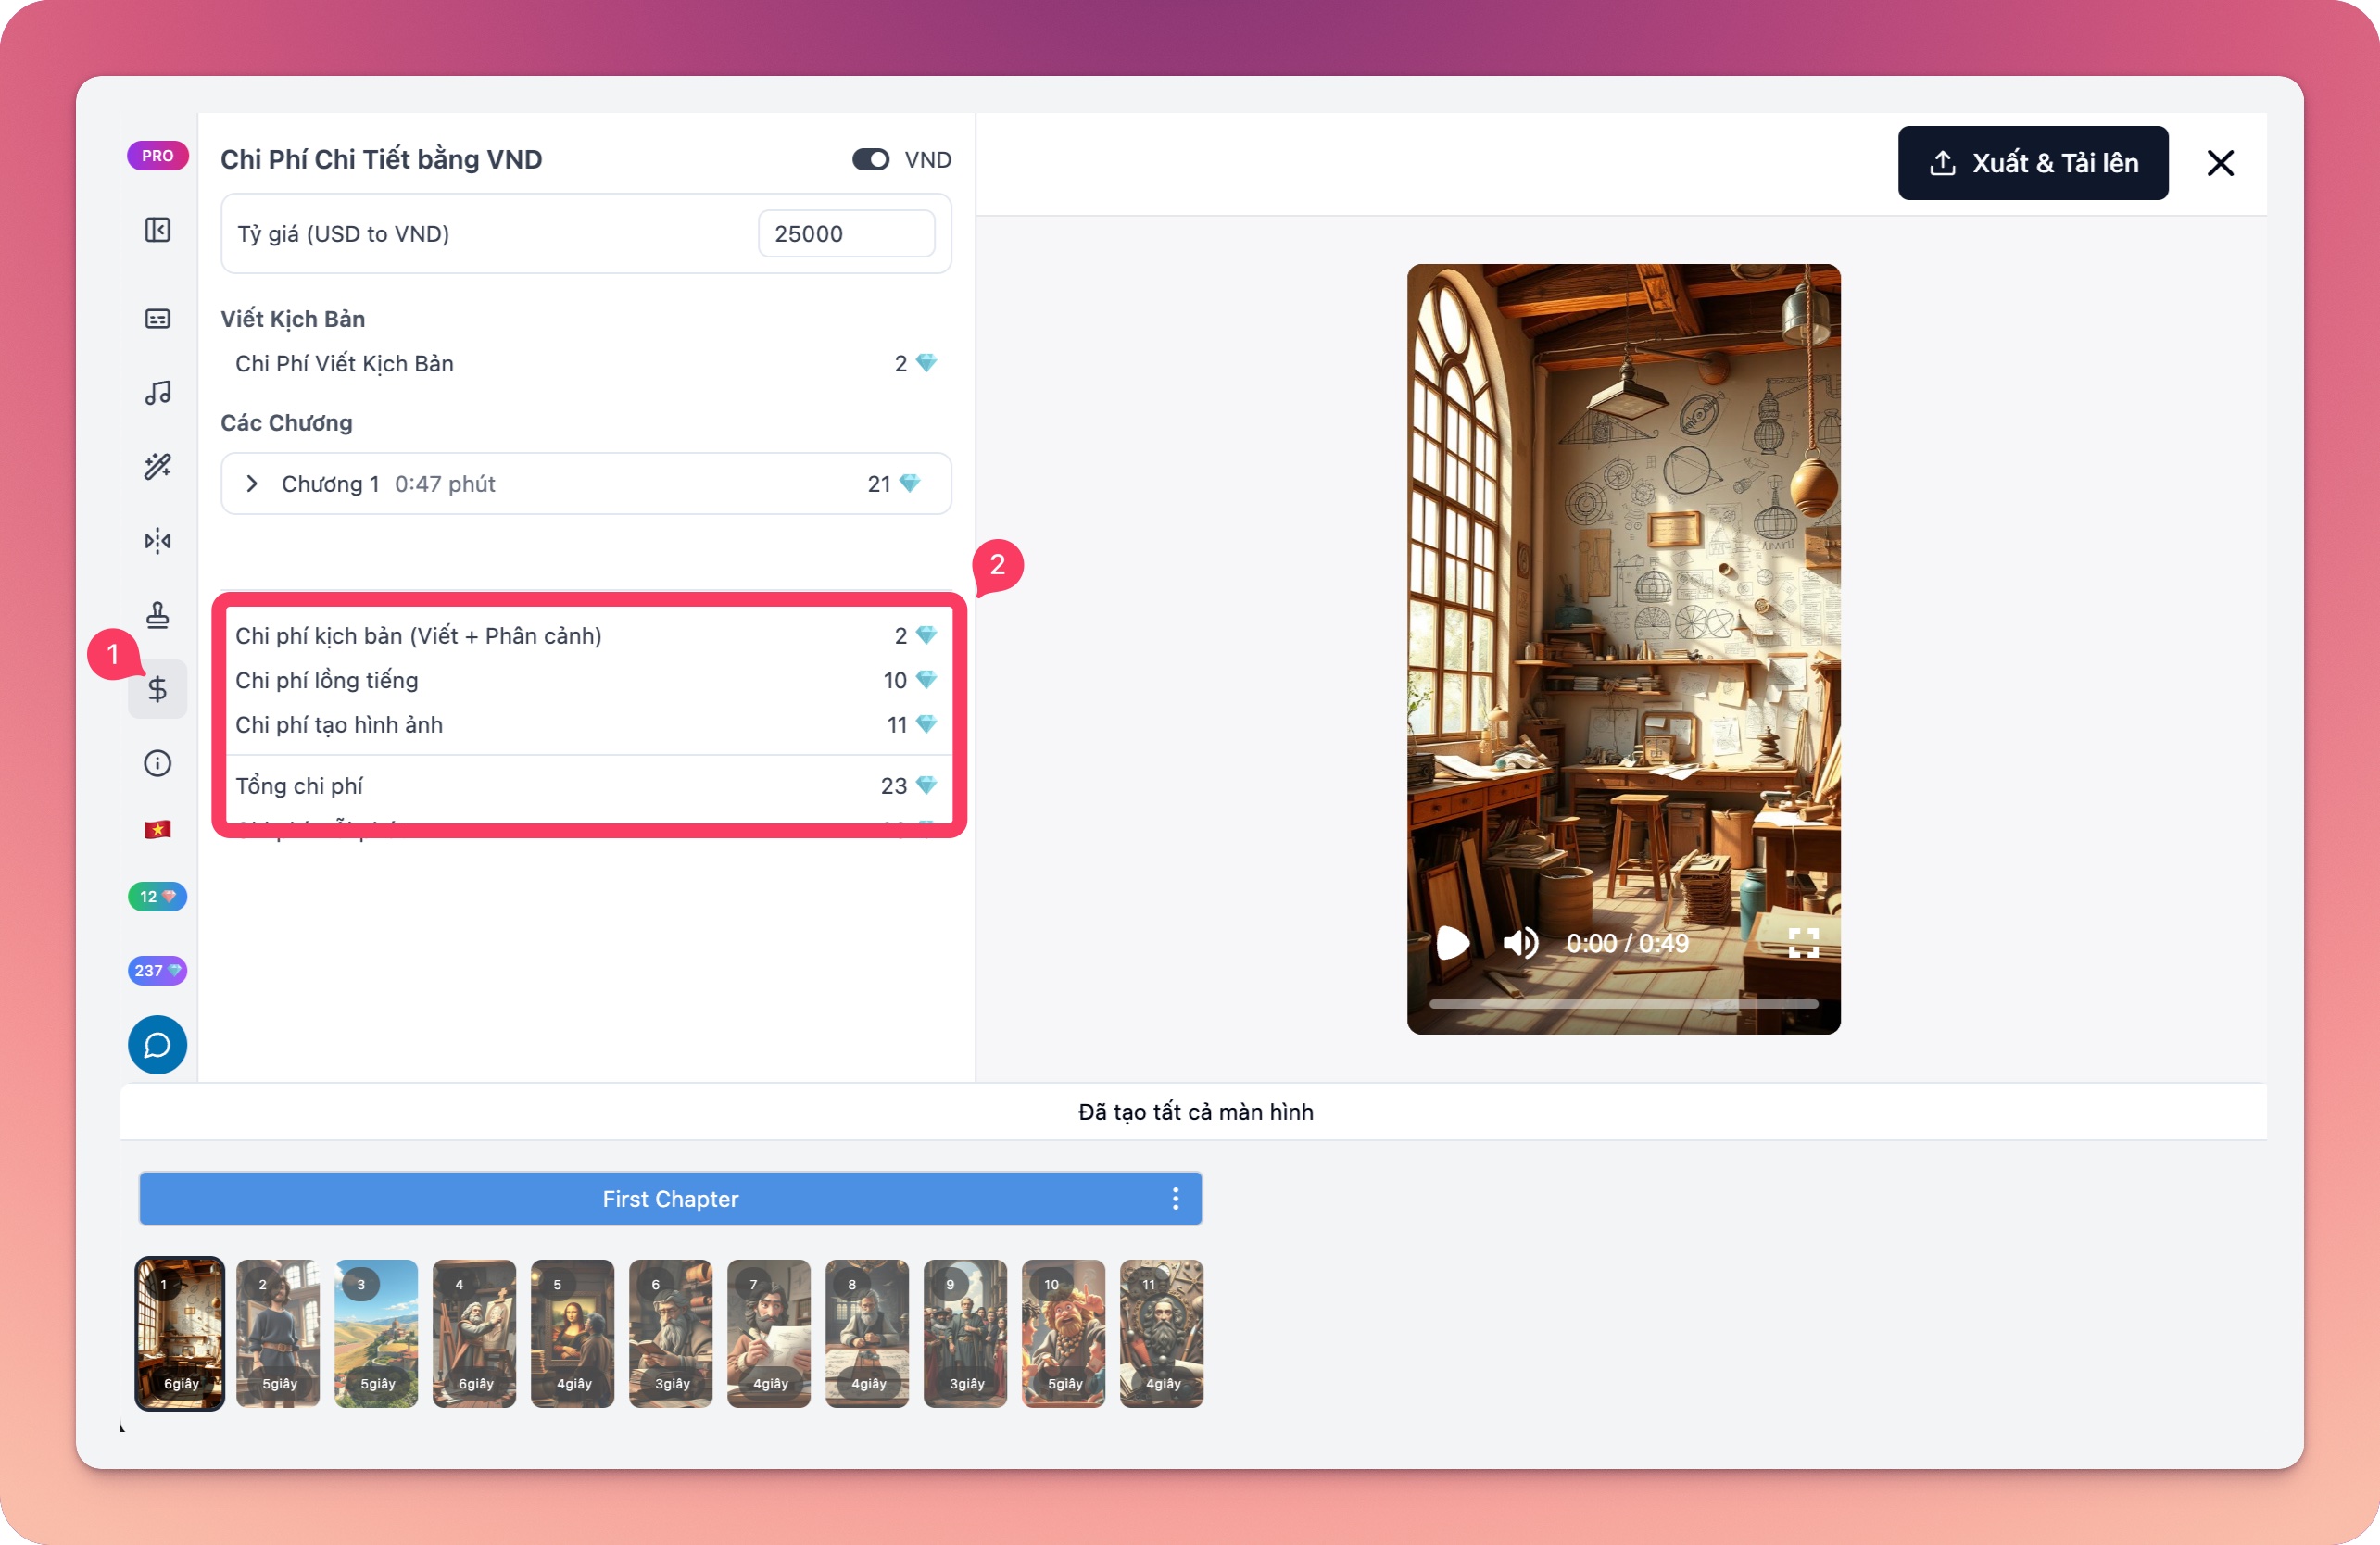 PRO
Chi Phí Chi Tiết bằng VND
VND
Tỷ giá (USD to VND)
25000
Viết Kịch Bản
Chi Phí Viết Kịch Bản
2
Các Chương
Chương 1 0:47 phút
21
2
Chi phí kịch bản (Viết + Phân cảnh)
2
Chi phí lồng tiếng
10
Chi phí tạo hình ảnh
11
Tổng chi phí
23
1
$
12
237
Xuất & Tải lên
0:00 / 0:49
Đã tạo tất cả màn hình
First Chapter
1
2
3
4
5
6
7
8
9
10
11
6giây
5giây
5giây
6giây
4giây
3giây
4giây
4giây
3giây
5giây
4giây